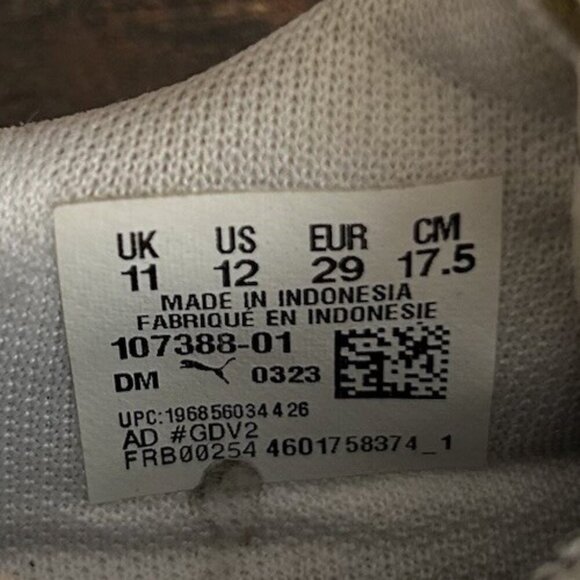 UK US EUR CM
11 12 29 17.5
MADE IN INDONESIA
FABRIQUÉ EN INDONESIE
107388-01
DM 0323
UPC:196856034426
AD #GDV2
FRB00254 4601758374_1